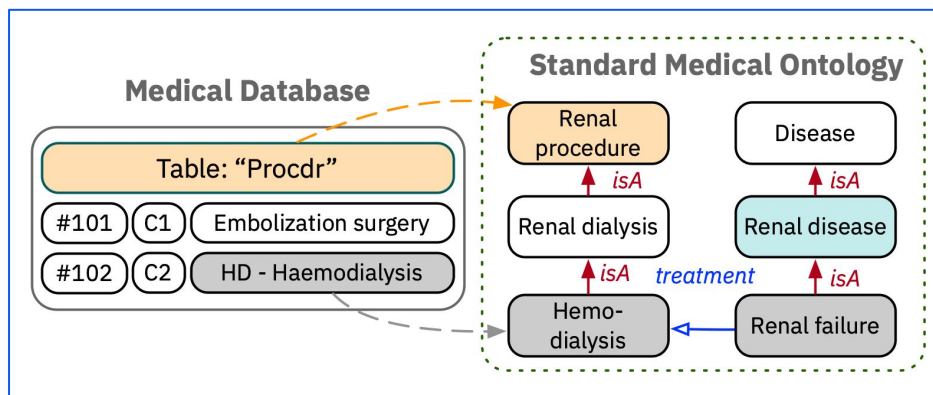 Standard Medical Ontology
Medical Database
Table: “Procdr”
#101 C1 Embolization surgery
#102 C2 HD - Haemodialysis
Renal
procedure
Disease
isA
isA
Renal dialysis
Renal disease
isA
treatment
isA
Hemo-
dialysis
Renal failure